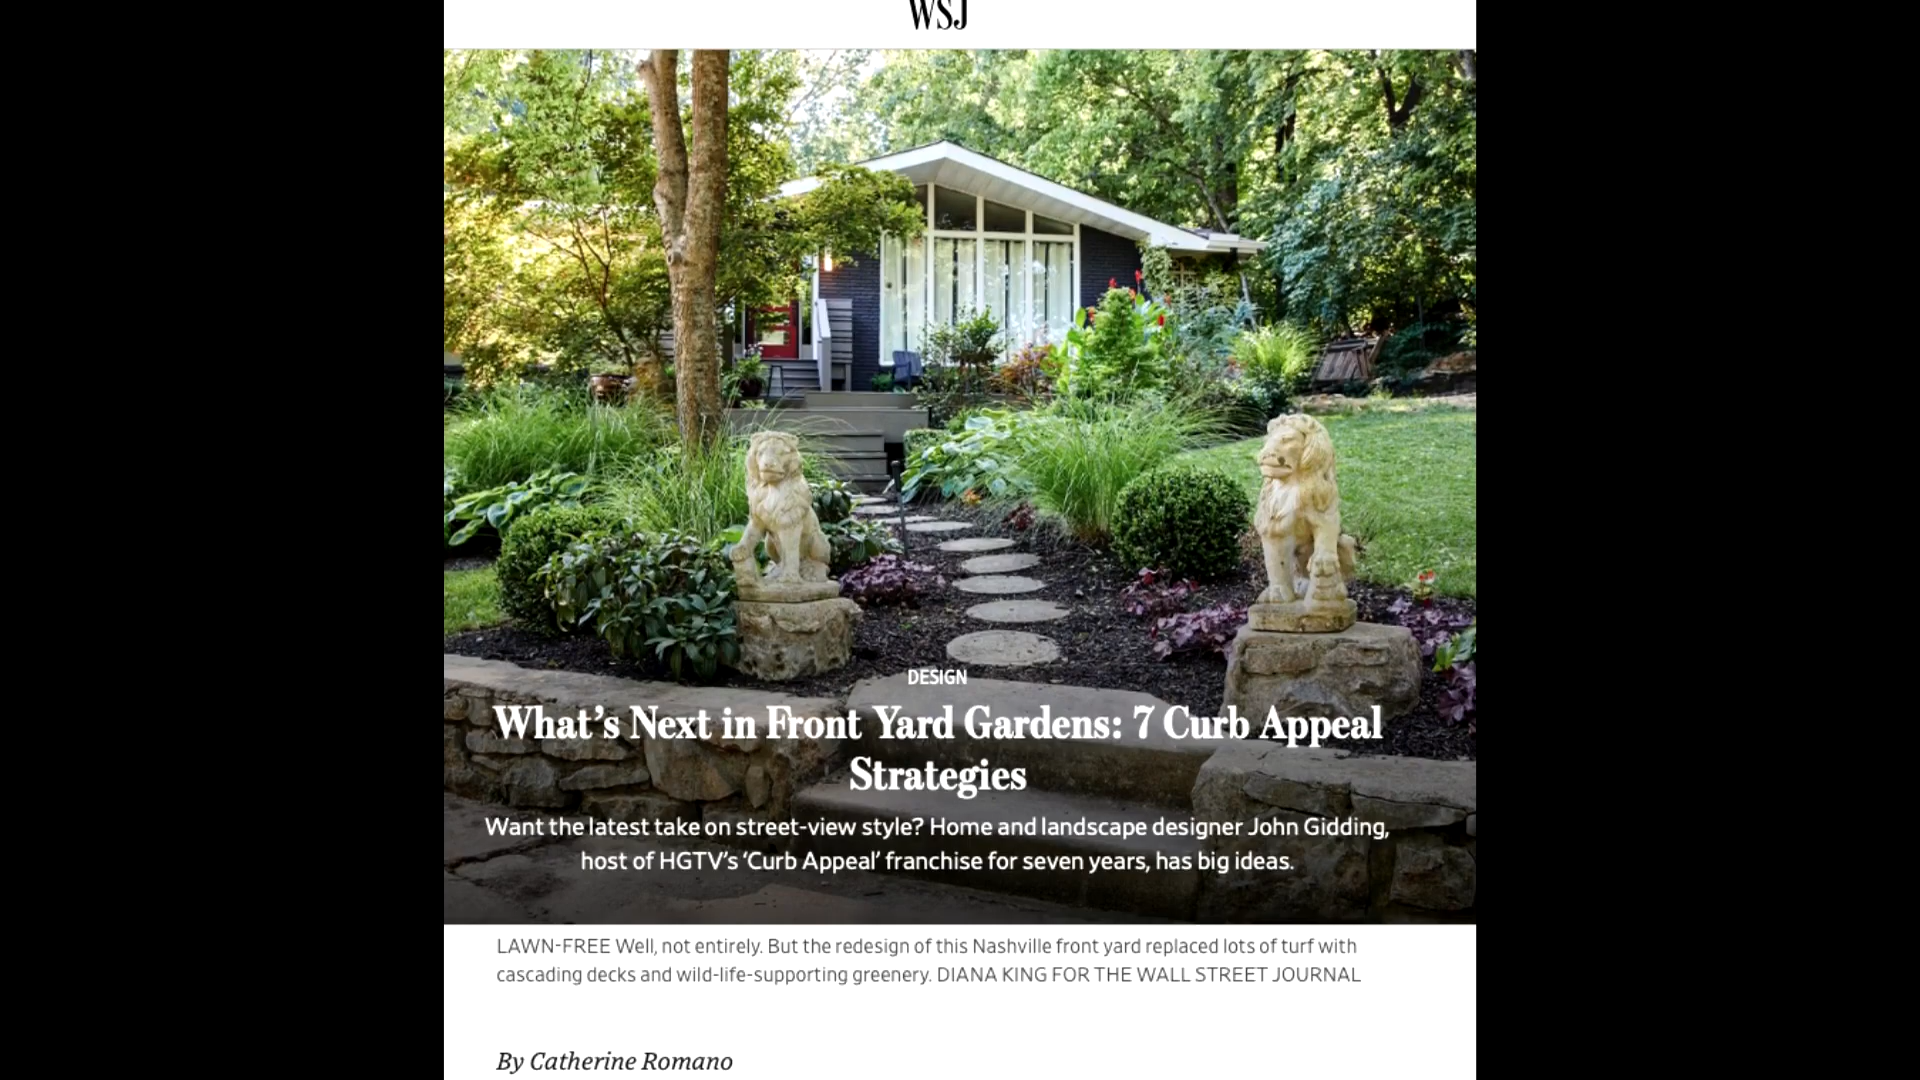 WSJ
DESIGN
What’s Next in Front Yard Gardens: 7 Curb Appeal
Strategies
Want the latest take on street-view style? Home and landscape designer John Gidding,
host of HGTV’s ‘Curb Appeal’ franchise for seven years, has big ideas.
LAWN-FREE Well, not entirely. But the redesign of this Nashville front yard replaced lots of turf with
cascading decks and wild-life-supporting greenery. DIANA KING FOR THE WALL STREET JOURNAL
By Catherine Romano